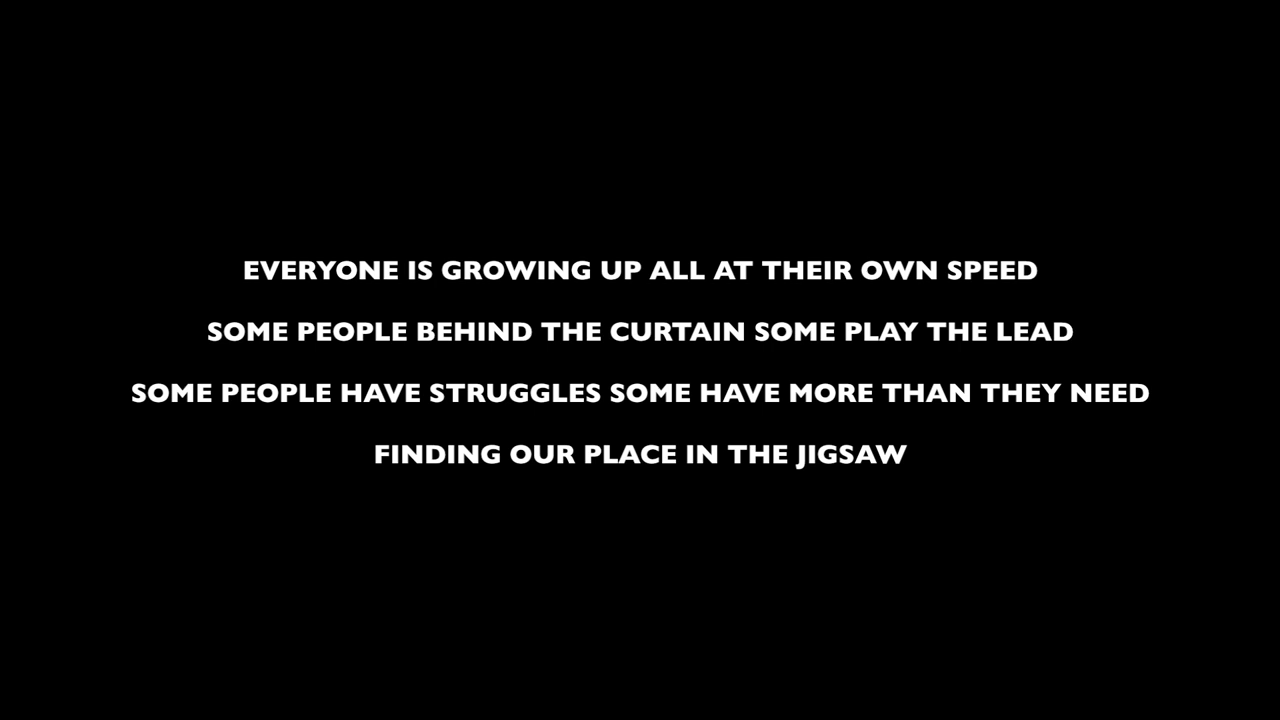 EVERYONE IS GROWING UP ALL AT THEIR OWN SPEED
SOME PEOPLE BEHIND THE CURTAIN SOME PLAY THE LEAD
SOME PEOPLE HAVE STRUGGLES SOME HAVE MORE THAN THEY NEED
FINDING OUR PLACE IN THE JIGSAW